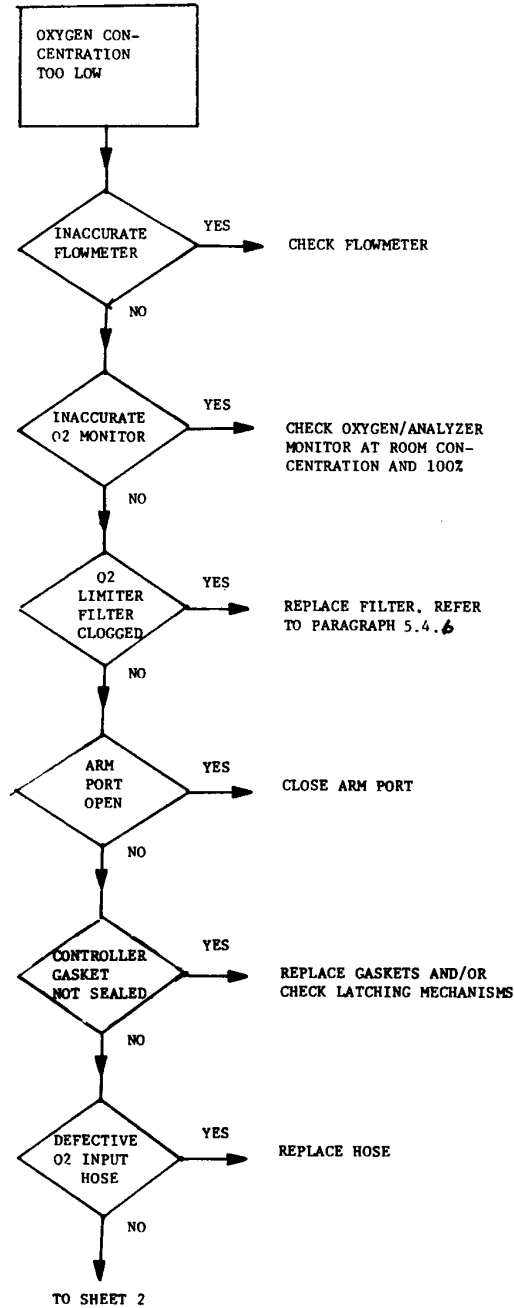 OXYGEN CON-
CENTRATION
TOO LOW
INACCURATE
FLOWMETER
YES
CHECK FLOWMETER
NO
INACCURATE
O2 MONITOR
YES
CHECK OXYGEN/ANALYZER
MONITOR AT ROOM CON-
CENTRATION AND 100%
NO
O2
LIMITER
FILTER
CLOGGED
YES
REPLACE FILTER, REFER
TO PARAGRAPH 5.4.6
NO
ARM
PORT
OPEN
YES
CLOSE ARM PORT
NO
CONTROLLER
GASKET
NOT SEALED
YES
REPLACE GASKETS AND/OR
CHECK LATCHING MECHANISMS
NO
DEFECTIVE
O2 INPUT
HOSE
YES
REPLACE HOSE
NO
TO SHEET 2